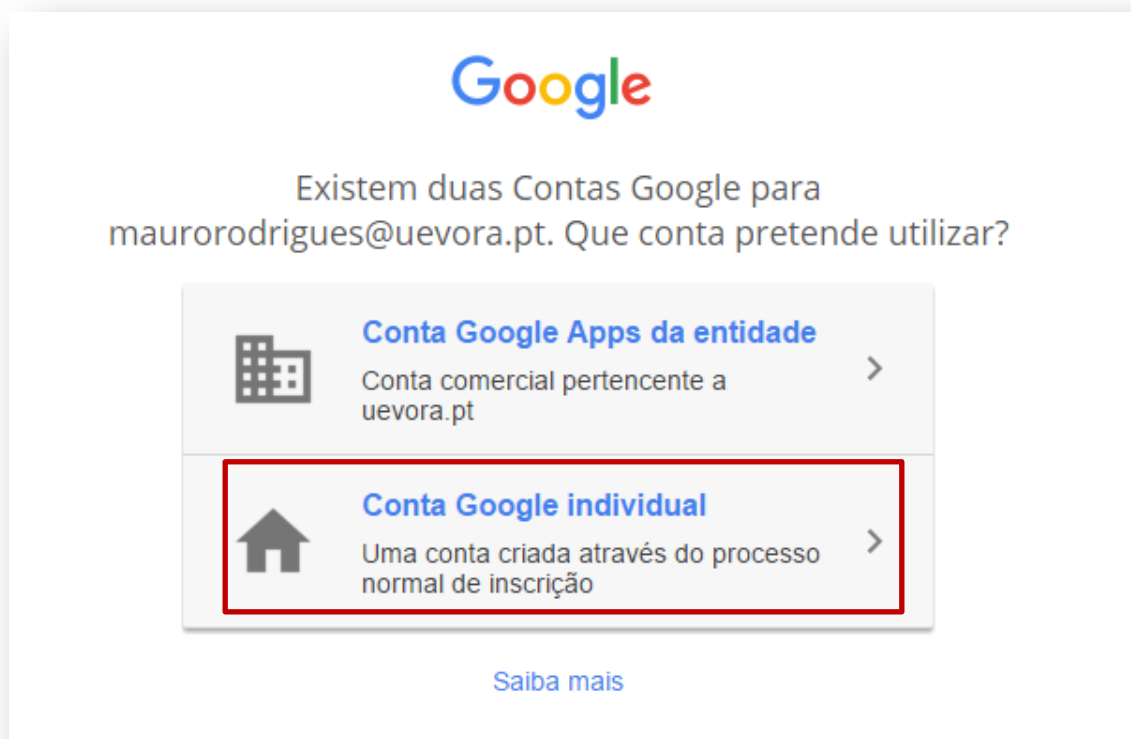 Google
Existem duas Contas Google para
maurorodrigues@uevora.pt. Que conta pretende utilizar?
Conta Google Apps da entidade
Conta comercial pertencente a
uevora.pt
Conta Google individual
Uma conta criada através do processo
normal de inscrição
Saiba mais